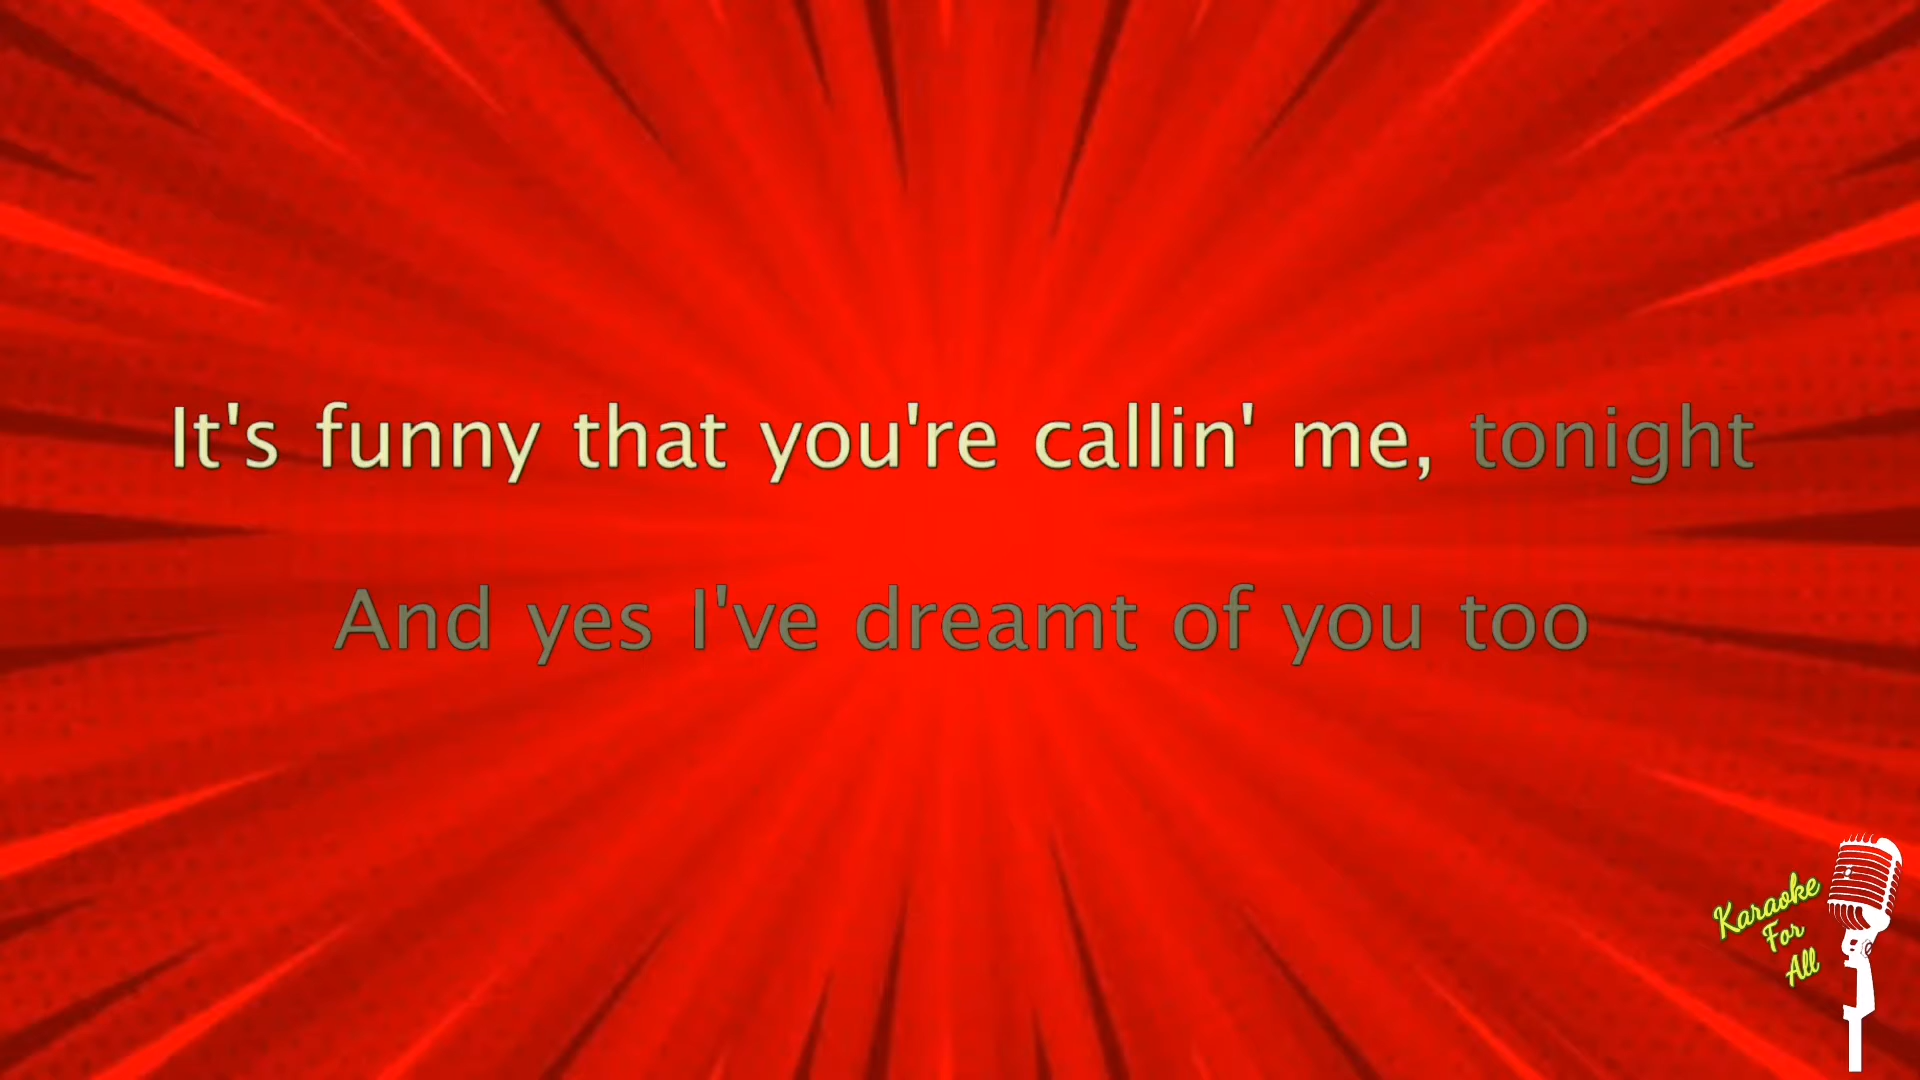 It's funny that you're callin' me, tonight
And yes I've dreamt of you too
Karaoke
For
All